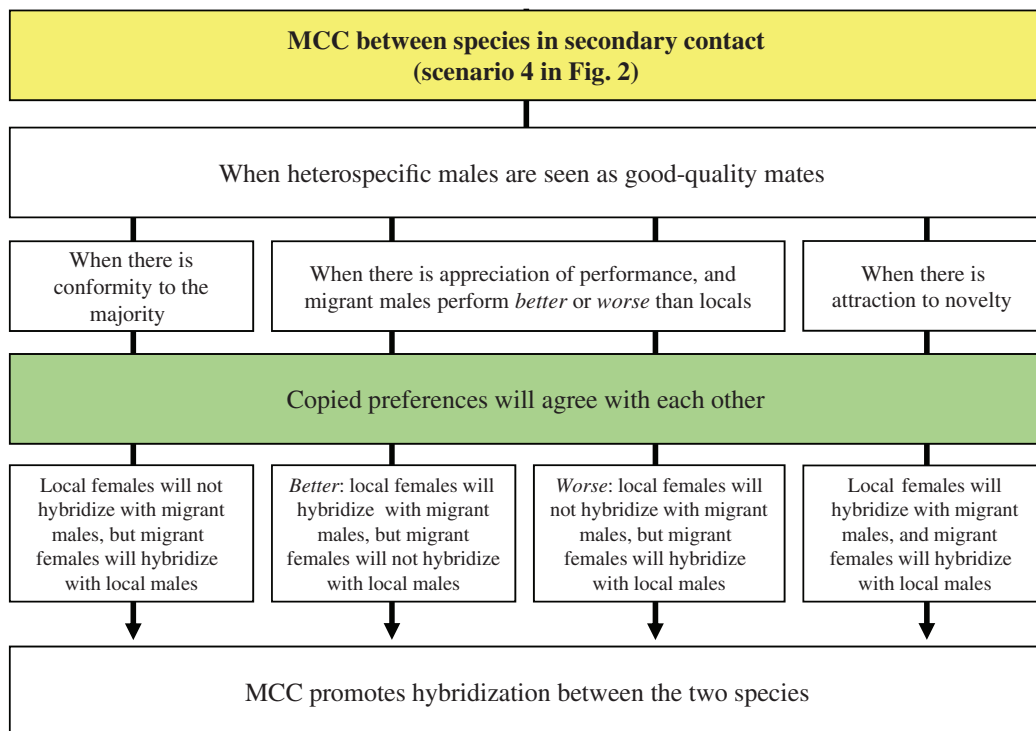 MCC between species in secondary contact
(scenario 4 in Fig. 2)
When heterospecific males are seen as good-quality mates
When there is
conformity to the
majority
When there is appreciation of performance, and
migrant males perform better or worse than locals
When there is
attraction to novelty
Copied preferences will agree with each other
Local females will not
hybridize with migrant
males, but migrant
females will hybridize
with local males
Better: local females will
hybridize with migrant
males, but migrant
females will not hybridize
with local males
Worse: local females will
not hybridize with migrant
males, but migrant
females will hybridize
with local males
Local females will
hybridize with migrant
males, and migrant
females will hybridize
with local males
MCC promotes hybridization between the two species